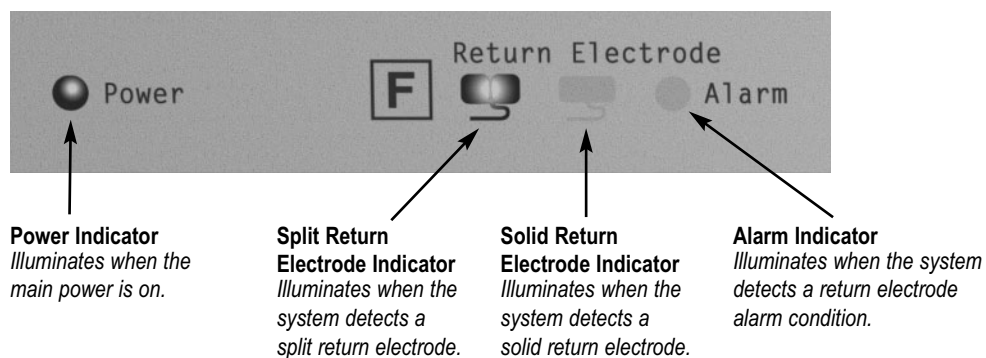 Return Electrode
Power
F
Alarm
Power Indicator
Illuminates when the
main power is on.
Split Return
Electrode Indicator
Illuminates when the
system detects a
split return electrode.
Solid Return
Electrode Indicator
Illuminates when the
system detects a
solid return electrode.
Alarm Indicator
Illuminates when the system
detects a return electrode
alarm condition.